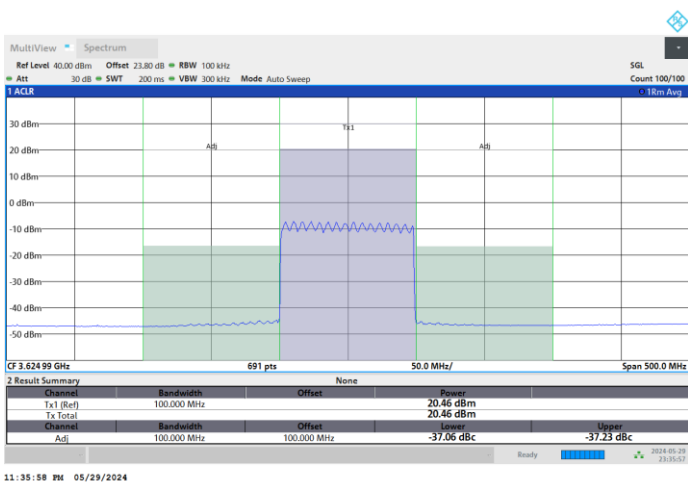 MultiView Spectrum
Ref Level 40.00 dBm Offset 23.80 dB RBW 100 kHz SGL
Att 30 dB SWT 200 ms VBW 300 kHz Mode Auto Sweep Count 100/100
1 ACLR 1Rm Avg
30 dBm
Tx1
20 dBm
Adj Adj
10 dBm
0 dBm
-10 dBm
-20 dBm
-30 dBm
-40 dBm
-50 dBm
CF 3.624 99 GHz 691 pts 50.0 MHz/ Span 500.0 MHz
2 Result Summary None
Channel Bandwidth Offset Power
Tx1 (Ref) 100.000 MHz 20.46 dBm
Tx Total 20.46 dBm
Channel Bandwidth Offset Lower Upper
Adj 100.000 MHz 100.000 MHz -37.06 dBc -37.23 dBc
Ready 2024-05-29
23:35:57
11:35:58 PM 05/29/2024